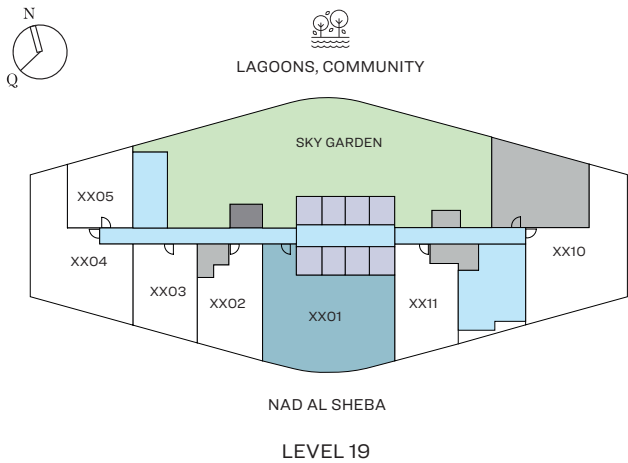 N
Q
LAGOONS, COMMUNITY
SKY GARDEN
XX05
XX04
XX03
XX02
XX01
XX11
XX10
NAD AL SHEBA
LEVEL 19